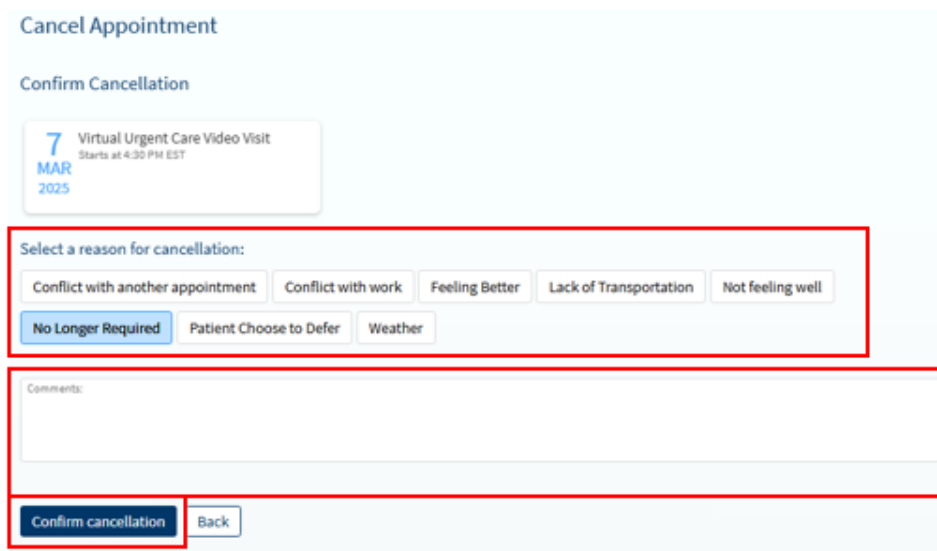 Cancel Appointment
Confirm Cancellation
7 Virtual Urgent Care Video Visit
Starts at 4:30 PM EST
MAR
2025
Select a reason for cancellation:
Conflict with another appointment Conflict with work Feeling Better Lack of Transportation Not feeling well
No Longer Required Patient Choose to Defer Weather
Comments:
Confirm cancellation Back